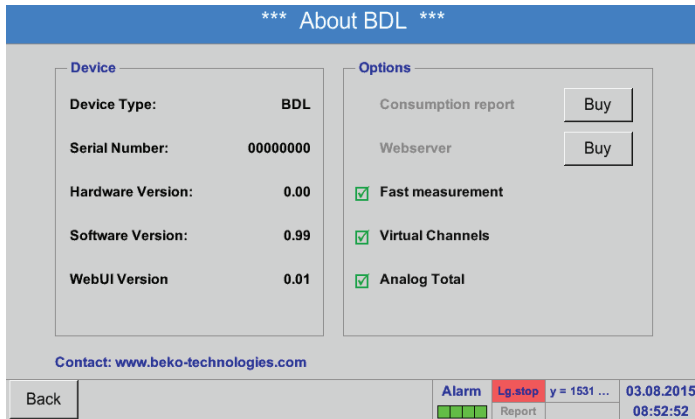 *** About BDL ***
Device
Device Type: BDL
Serial Number: 00000000
Hardware Version: 0.00
Software Version: 0.99
WebUI Version 0.01
Options
Consumption report Buy
Webserver Buy
Fast measurement
Virtual Channels
Analog Total
Contact: www.beko-technologies.com
Back
Alarm Lg.stop y = 1531 ... 03.08.2015
Report 08:52:52